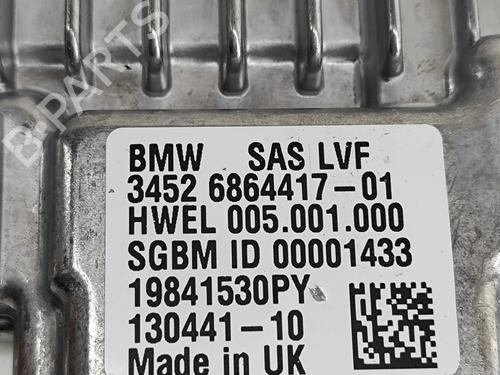 B-PARTS
BMW SAS LVF
3452 6864417-01
HWEL 005.001.000
SGBM ID 00001433
19841530PY
130441-10
Made in UK